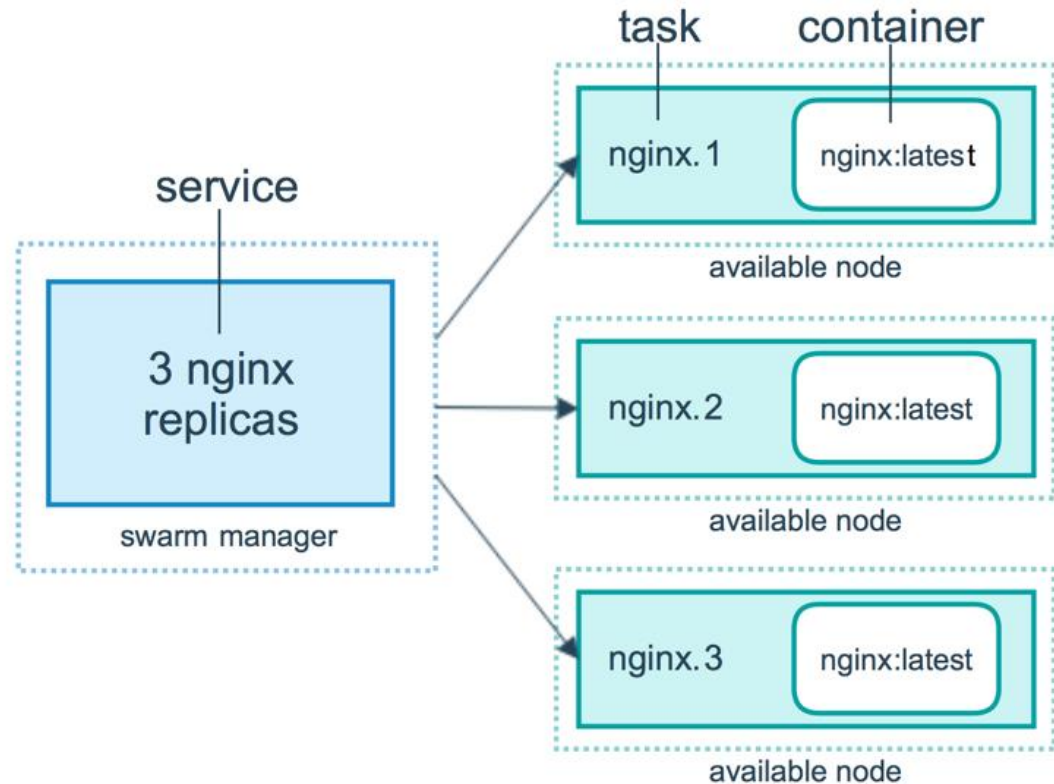 task
container
service
nginx.1
nginx:latest
available node
3 nginx
replicas
swarm manager
nginx.2
nginx:latest
available node
nginx.3
nginx:latest
available node